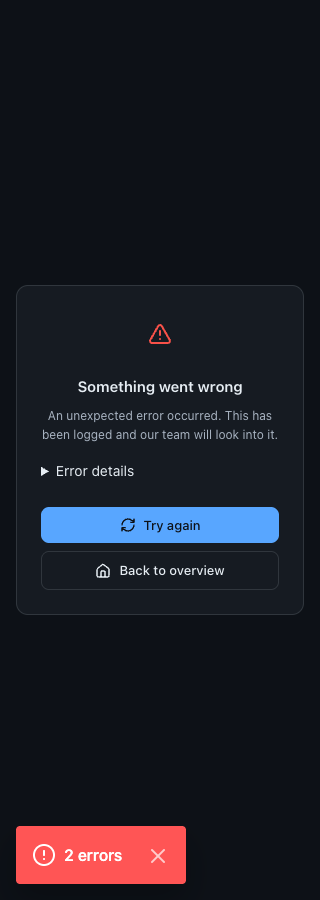 Something went wrong
An unexpected error occurred. This has
been logged and our team will look into it.
Error details
Try again
Back to overview
2 errors